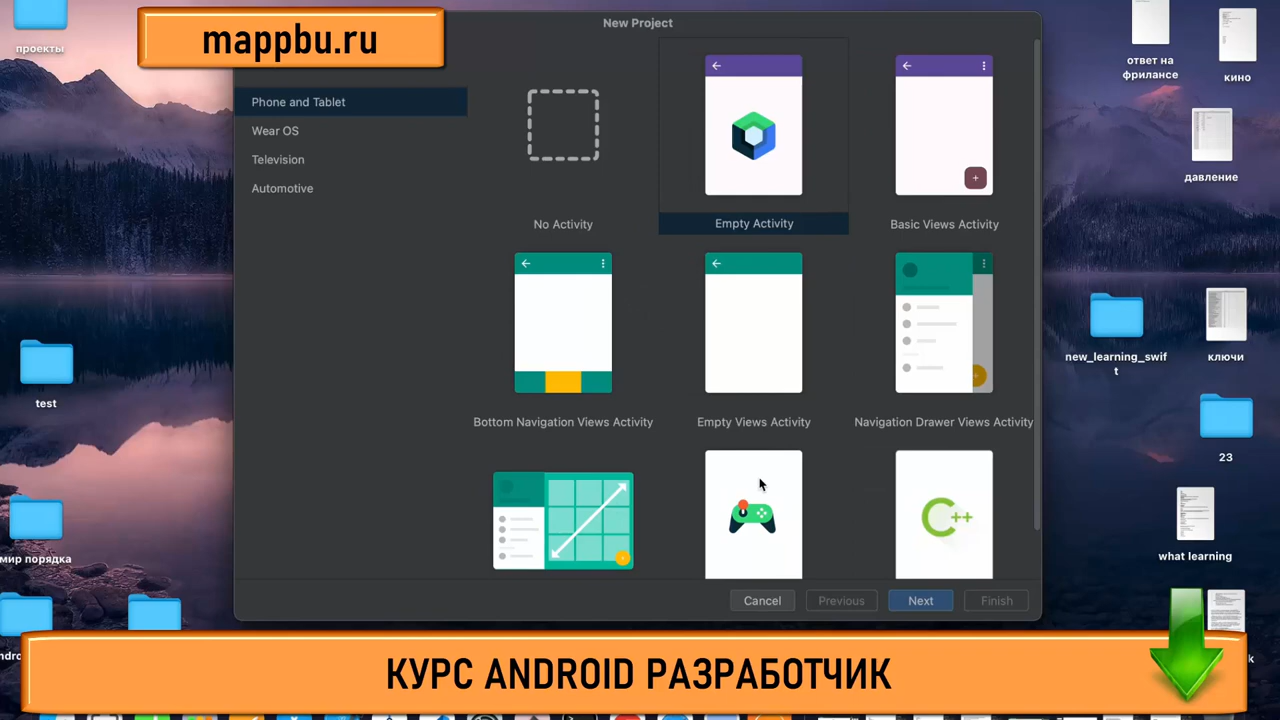 проекты
mappbu.ru
New Project
ответ на
фрилансе
кино
Phone and Tablet
Wear OS
Television
Automotive
давление
No Activity
Empty Activity
Basic Views Activity
new_learning_swif
t
ключи
test
Bottom Navigation Views Activity
Empty Views Activity
Navigation Drawer Views Activity
23
C++
мир порядка
what learning
Cancel
Previous
Next
Finish
КУРС ANDROID РАЗРАБОТЧИК